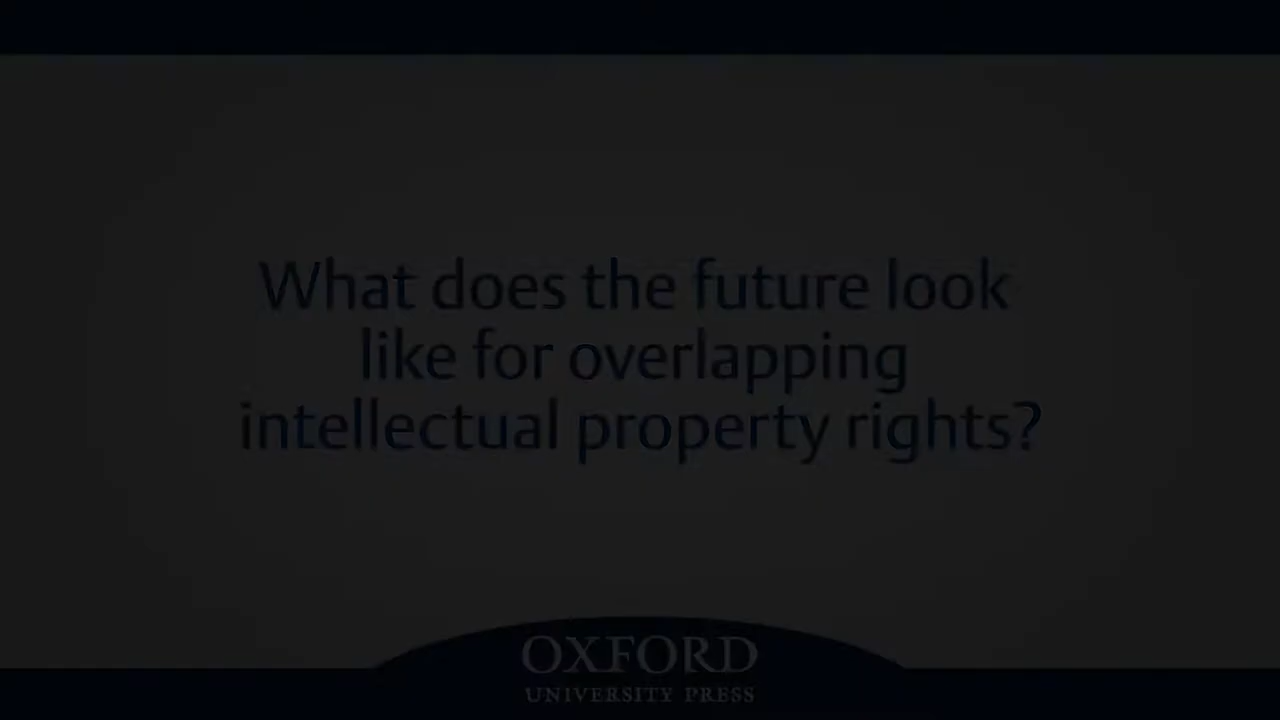 What does the future look
like for overlapping
intellectual property rights?
OXFORD
UNIVERSITY PRESS